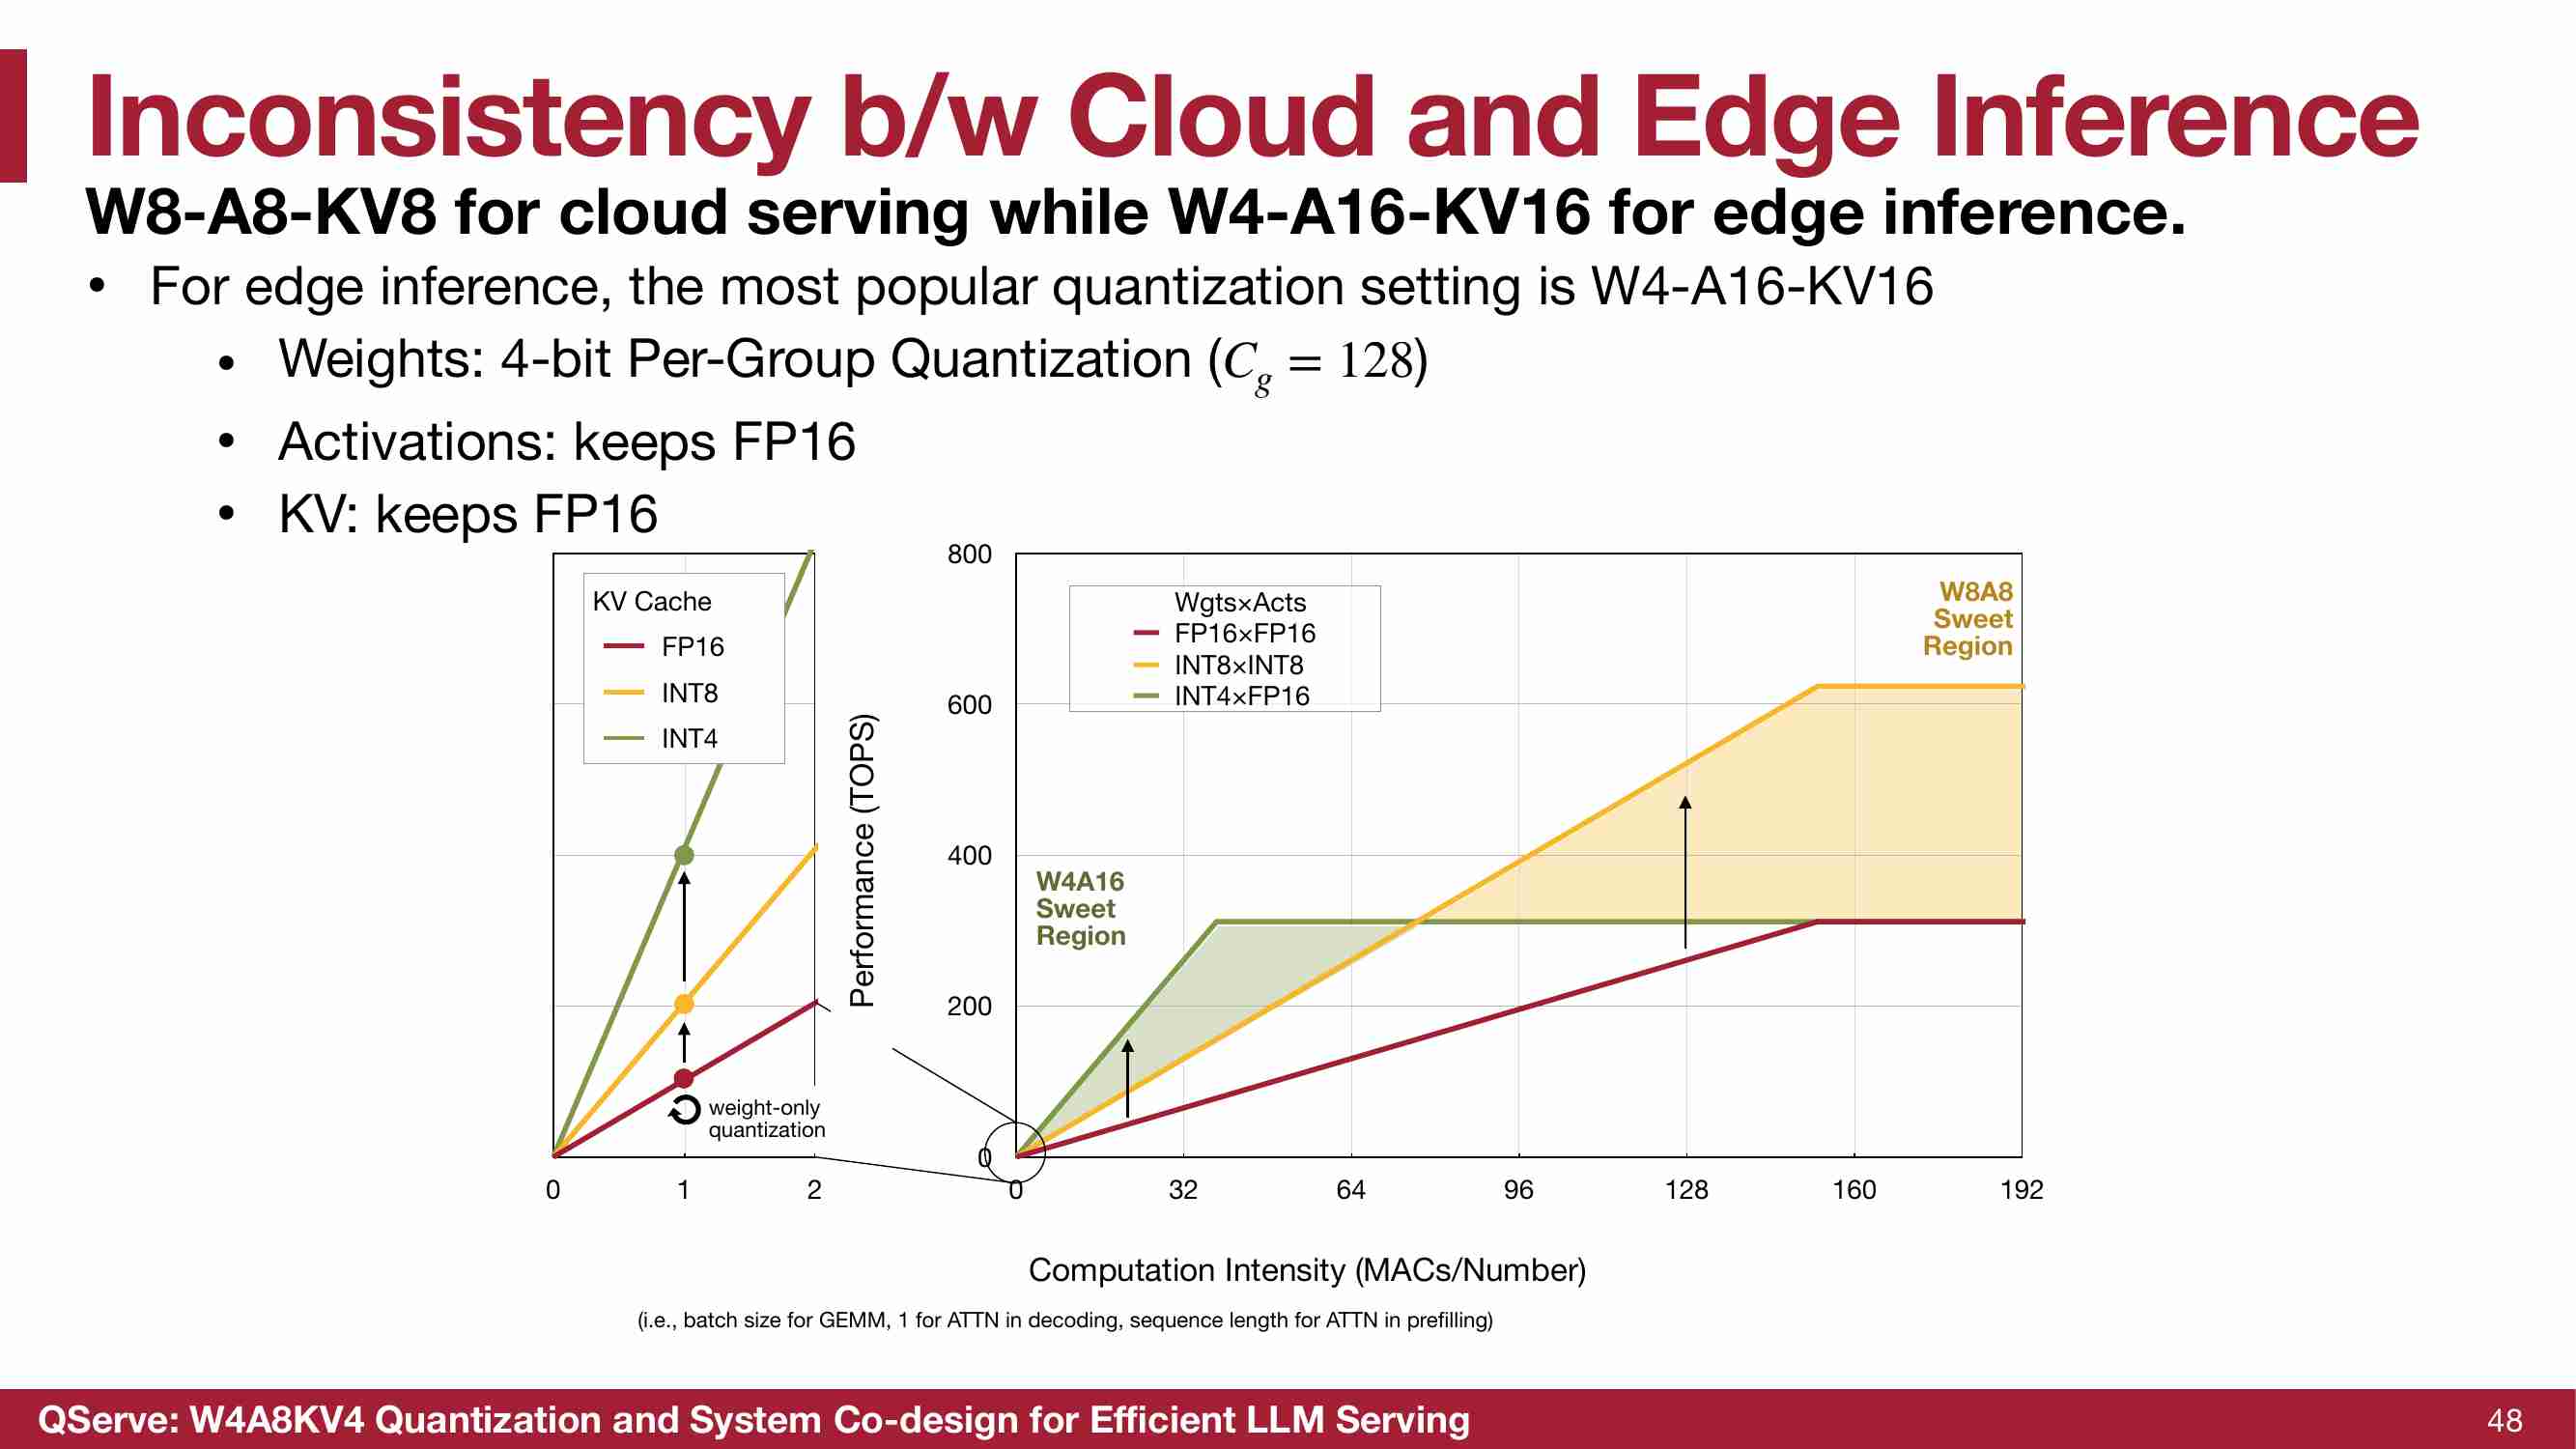 Inconsistency b/w Cloud and Edge Inference
W8-A8-KV8 for cloud serving while W4-A16-KV16 for edge inference.
• For edge inference, the most popular quantization setting is W4-A16-KV16
• Weights: 4-bit Per-Group Quantization (C_g = 128)
• Activations: keeps FP16
• KV: keeps FP16
KV Cache
FP16
INT8
INT4
weight-only
quantization
0 1 2
Performance (TOPS)
800
600
400
200
0
Wgts×Acts
FP16×FP16
INT8×INT8
INT4×FP16
W4A16
Sweet
Region
W8A8
Sweet
Region
0 32 64 96 128 160 192
Computation Intensity (MACs/Number)
(i.e., batch size for GEMM, 1 for ATTN in decoding, sequence length for ATTN in prefilling)
QServe: W4A8KV4 Quantization and System Co-design for Efficient LLM Serving
48